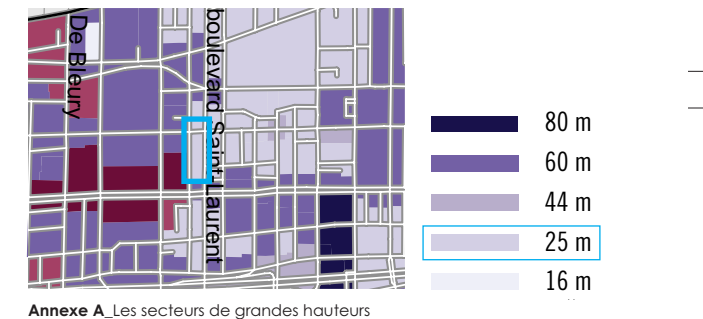 De Bleury
boulevard Saint-Laurent
80 m
60 m
44 m
25 m
16 m
Annexe A_Les secteurs de grandes hauteurs